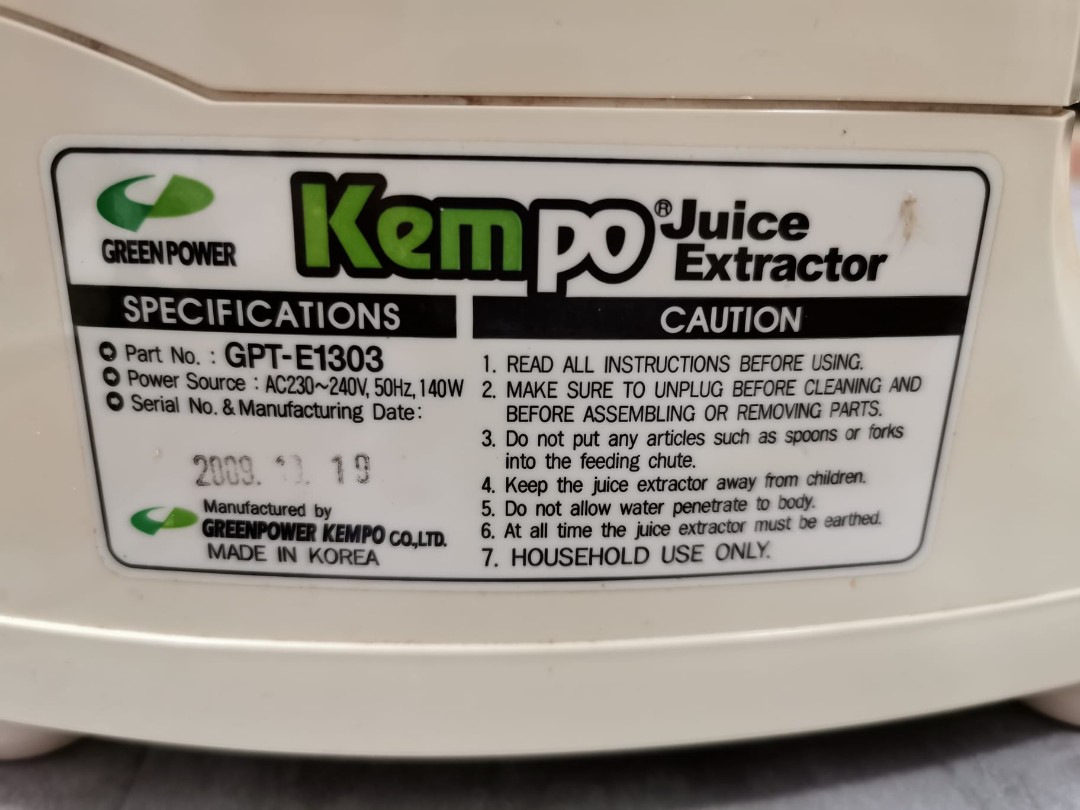 GREEN POWER
Kempo® Juice
Extractor
SPECIFICATIONS
Part No. : GPT-E1303
Power Source : AC230~240V, 50Hz, 140W
Serial No. & Manufacturing Date:
2009. 19
Manufactured by
GREENPOWER KEMPO CO.,LTD.
MADE IN KOREA
CAUTION
1. READ ALL INSTRUCTIONS BEFORE USING.
2. MAKE SURE TO UNPLUG BEFORE CLEANING AND
BEFORE ASSEMBLING OR REMOVING PARTS.
3. Do not put any articles such as spoons or forks
into the feeding chute.
4. Keep the juice extractor away from children.
5. Do not allow water penetrate to body.
6. At all time the juice extractor must be earthed.
7. HOUSEHOLD USE ONLY.